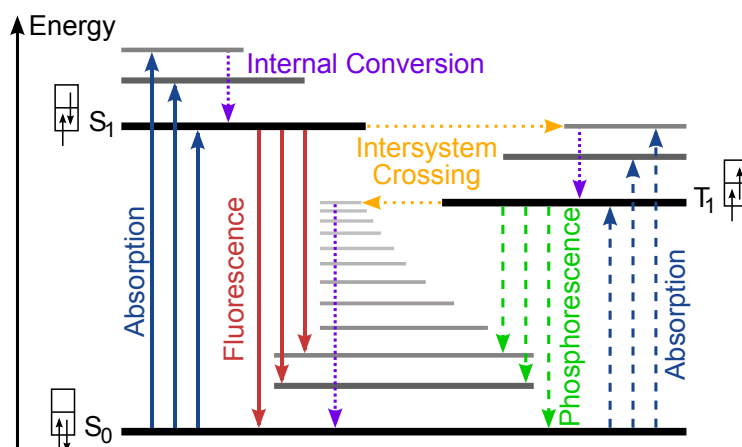 Energy
Internal Conversion
S1
Intersystem
Crossing
T1
Absorption
Fluorescence
Phosphorescence
Absorption
S0